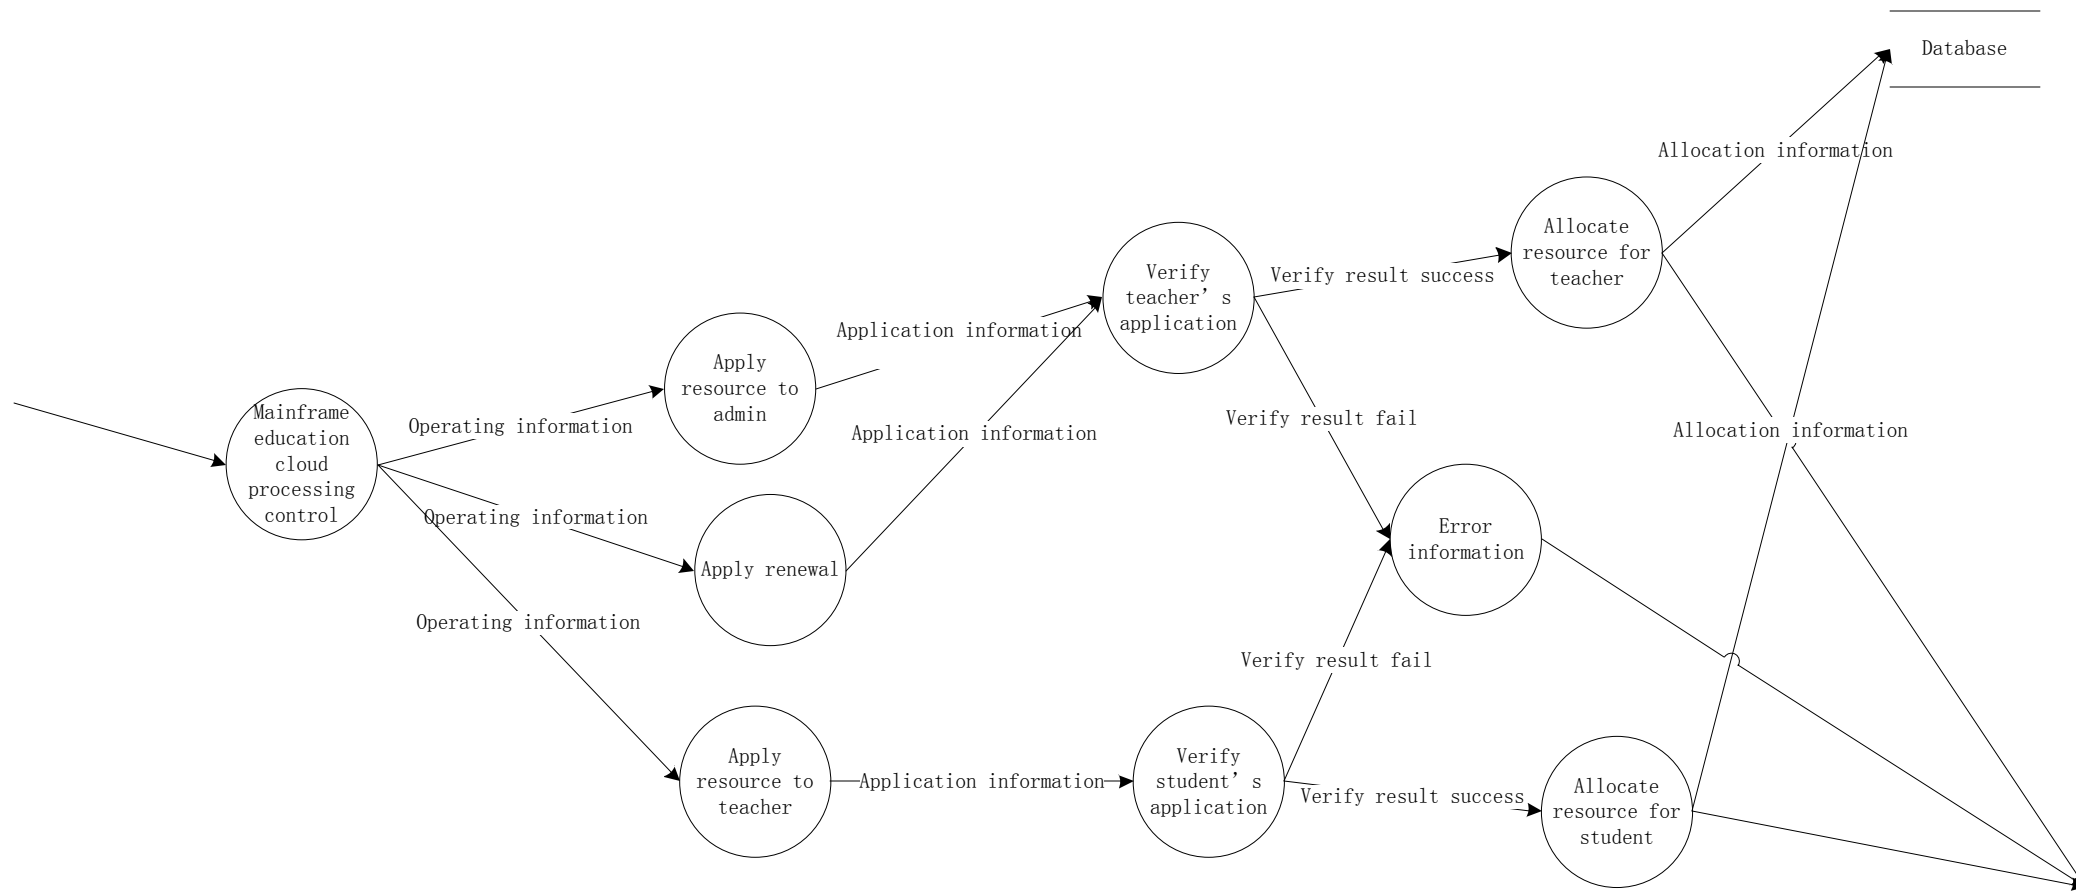 Database
Allocation information
Allocate
resource for
teacher
Verify
teacher’s
application
Verify result success
Application information
Apply
resource to
admin
Mainframe
education
cloud
processing
control
Operating information
Verify result fail
Application information
Allocation information
Operating information
Error
information
Apply renewal
Operating information
Verify result fail
Apply
resource to
teacher
Application information
Verify
student’s
application
Verify result success
Allocate
resource for
student